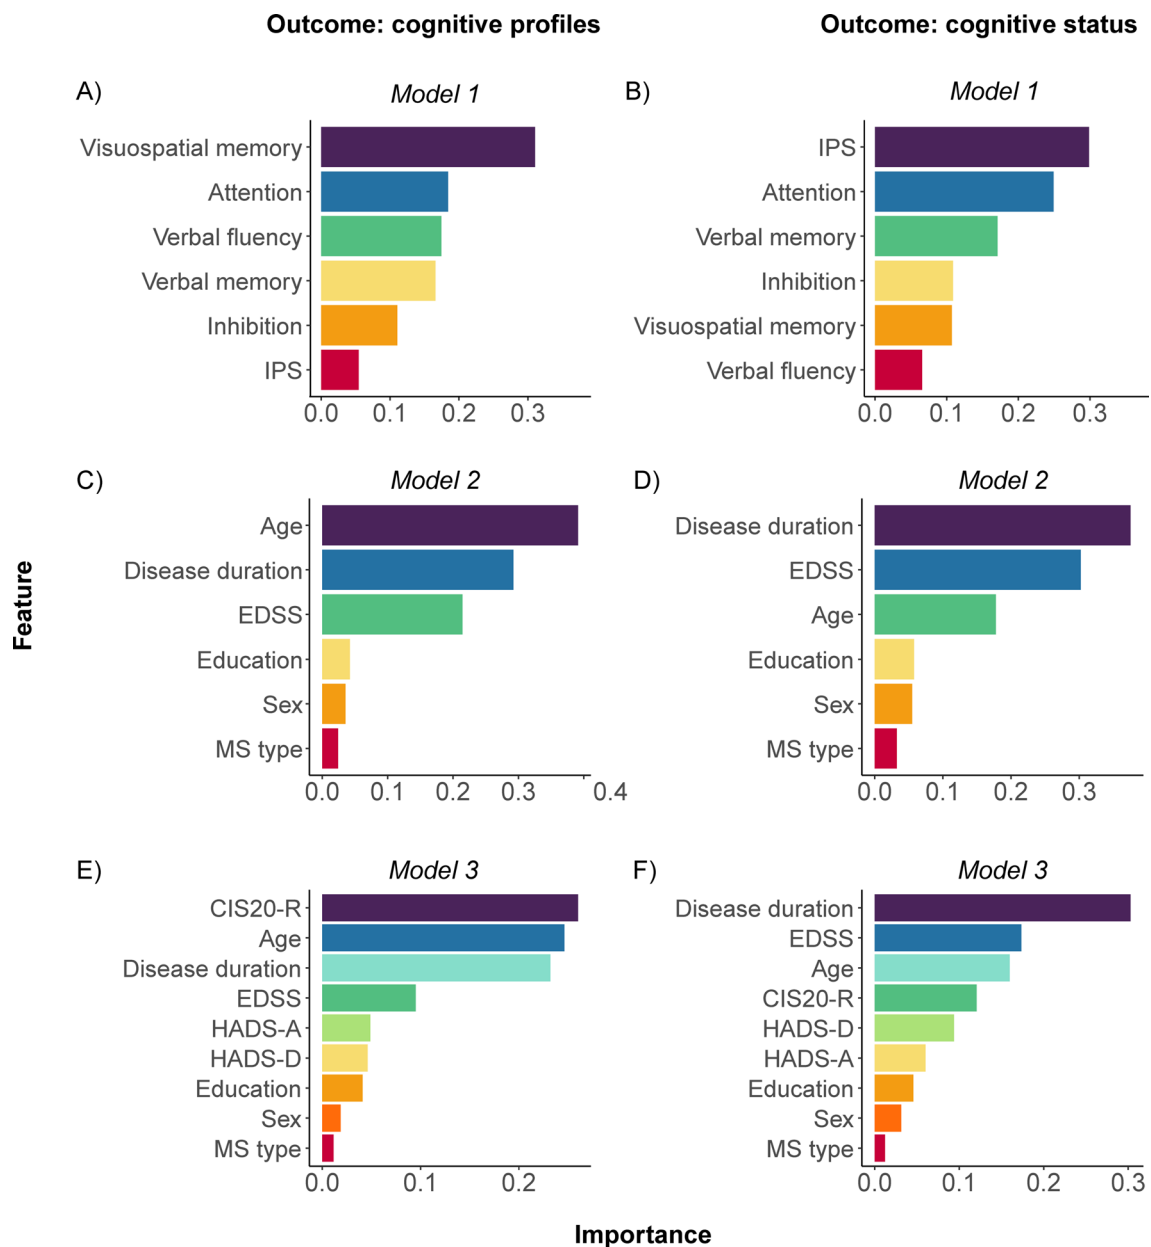 Outcome: cognitive profiles
Outcome: cognitive status
A)
Model 1
Visuospatial memory
Attention
Verbal fluency
Verbal memory
Inhibition
IPS
0.0 0.1 0.2 0.3
B)
Model 1
IPS
Attention
Verbal memory
Inhibition
Visuospatial memory
Verbal fluency
0.0 0.1 0.2 0.3
C)
Model 2
Age
Disease duration
EDSS
Education
Sex
MS type
0.0 0.1 0.2 0.3 0.4
D)
Model 2
Disease duration
EDSS
Age
Education
Sex
MS type
0.0 0.1 0.2 0.3
Feature
E)
Model 3
CIS20-R
Age
Disease duration
EDSS
HADS-A
HADS-D
Education
Sex
MS type
0.0 0.1 0.2
F)
Model 3
Disease duration
EDSS
Age
CIS20-R
HADS-D
HADS-A
Education
Sex
MS type
0.0 0.1 0.2 0.3
Importance